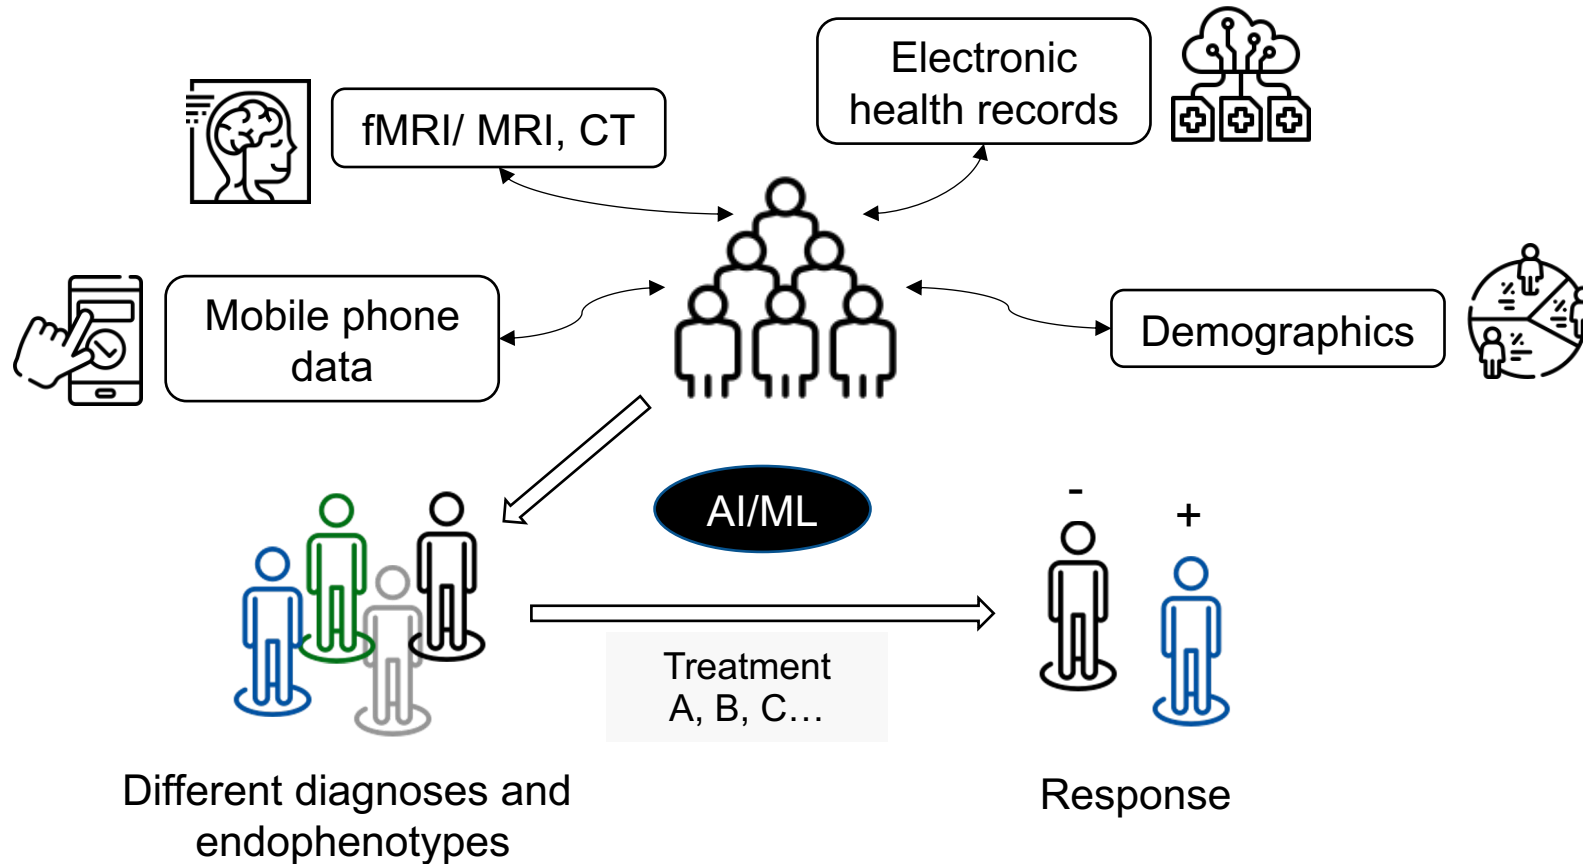 Electronic
health records
fMRI/ MRI, CT
Mobile phone
data
Demographics
AI/ML
-
+
Treatment
A, B, C…
Different diagnoses and
endophenotypes
Response